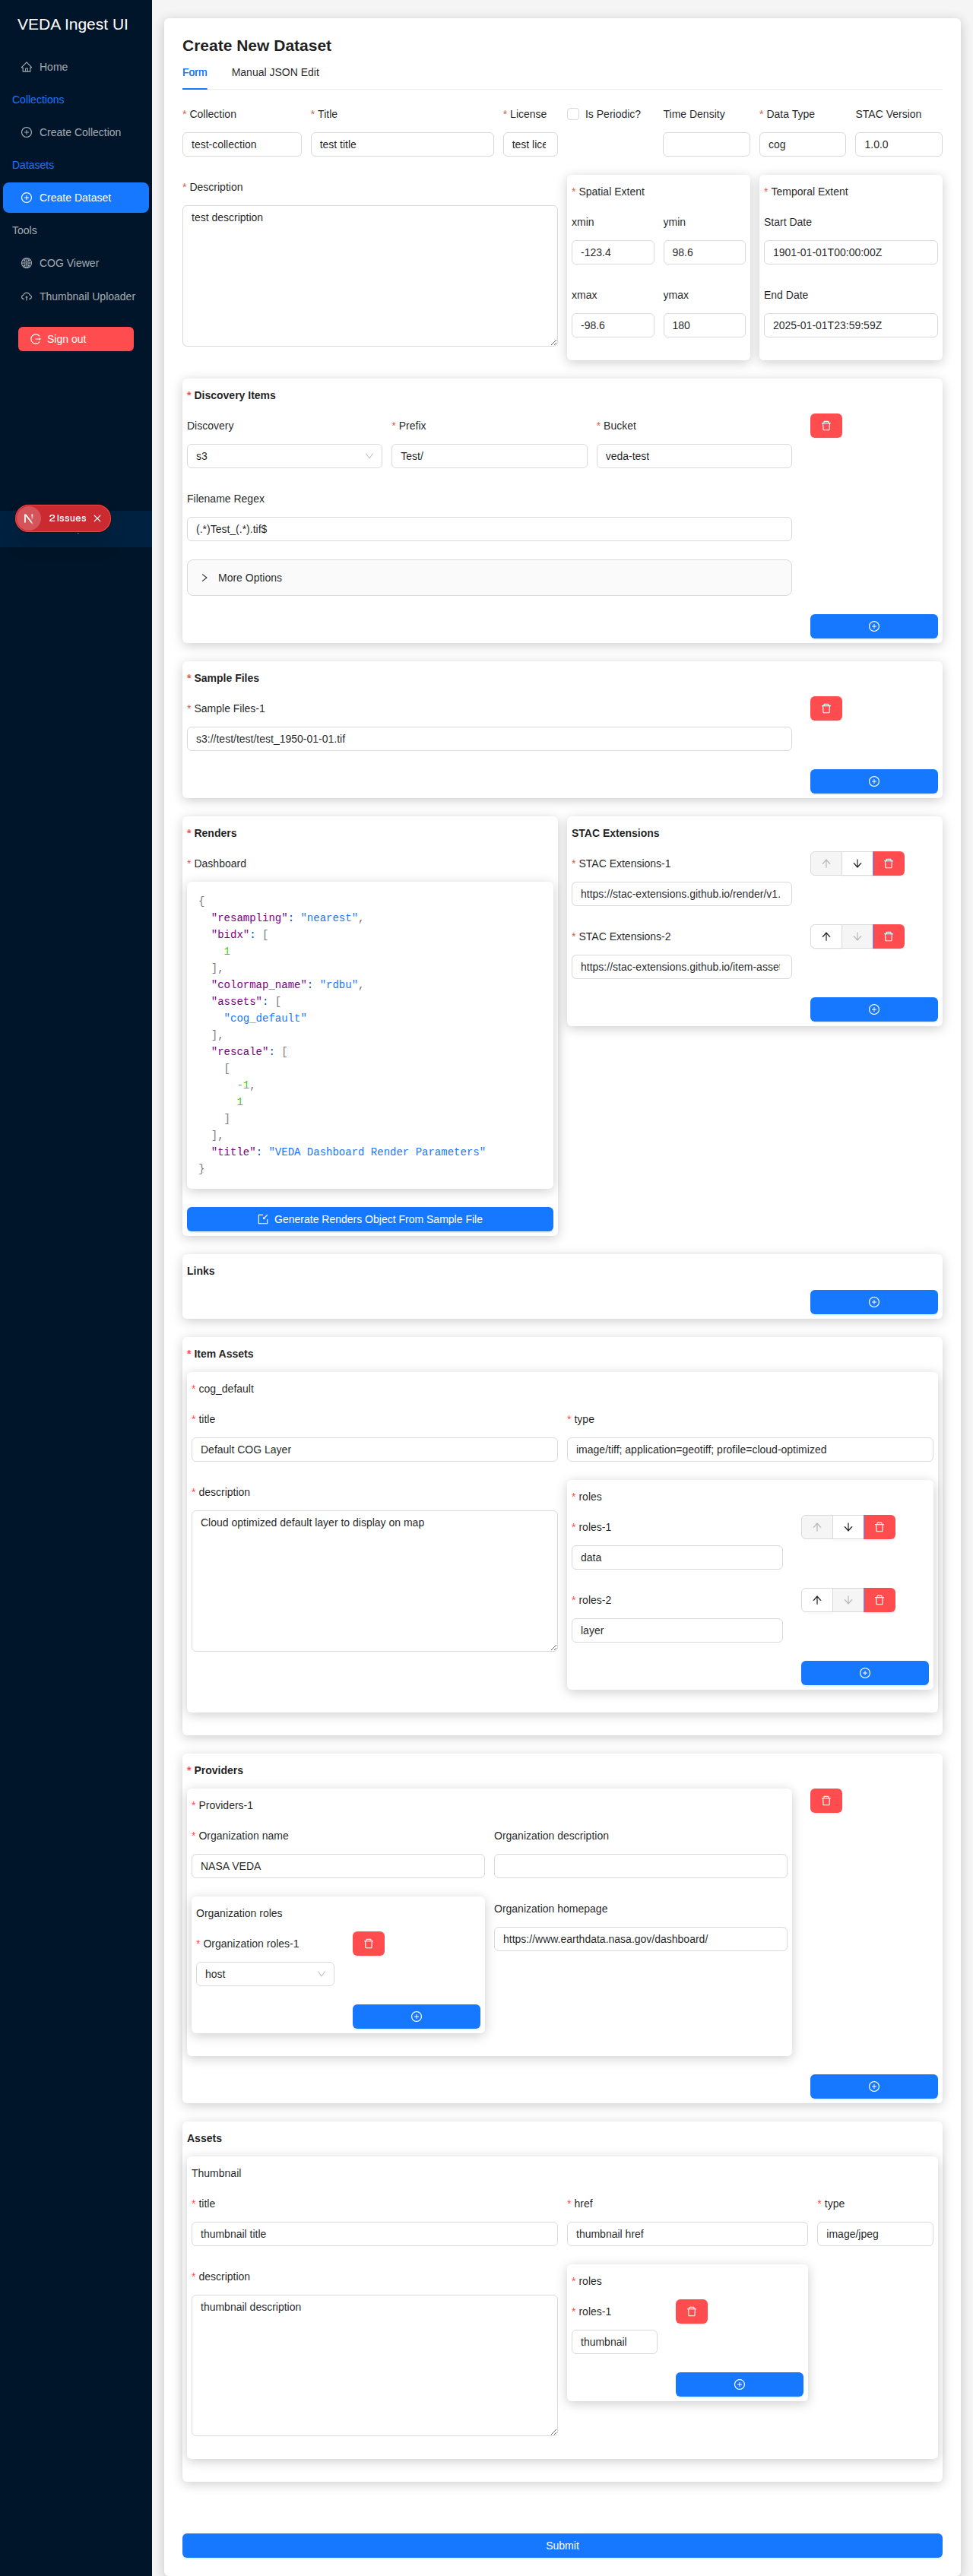 VEDA Ingest UI
Home
Collections
Create Collection
Datasets
Create Dataset
Tools
COG Viewer
Thumbnail Uploader
Sign out
2 Issues
Create New Dataset
Form Manual JSON Edit
* Collection * Title * License Is Periodic? Time Density * Data Type STAC Version
test-collection test title test lice cog 1.0.0
* Description
test description
* Spatial Extent
xmin ymin
-123.4 98.6
xmax ymax
-98.6 180
* Temporal Extent
Start Date
1901-01-01T00:00:00Z
End Date
2025-01-01T23:59:59Z
* Discovery Items
Discovery * Prefix * Bucket
s3 Test/ veda-test
Filename Regex
(.*)Test_(.*).tif$
More Options
* Sample Files
* Sample Files-1
s3://test/test/test_1950-01-01.tif
* Renders
* Dashboard
{
"resampling": "nearest",
"bidx": [
1
],
"colormap_name": "rdbu",
"assets": [
"cog_default"
],
"rescale": [
[
-1,
1
]
],
"title": "VEDA Dashboard Render Parameters"
}
Generate Renders Object From Sample File
STAC Extensions
* STAC Extensions-1
https://stac-extensions.github.io/render/v1.
* STAC Extensions-2
https://stac-extensions.github.io/item-asset
Links
* Item Assets
* cog_default
* title * type
Default COG Layer image/tiff; application=geotiff; profile=cloud-optimized
* description
Cloud optimized default layer to display on map
* roles
* roles-1
data
* roles-2
layer
* Providers
* Providers-1
* Organization name Organization description
NASA VEDA
Organization roles
* Organization roles-1
host
Organization homepage
https://www.earthdata.nasa.gov/dashboard/
Assets
Thumbnail
* title * href * type
thumbnail title thumbnail href image/jpeg
* description
thumbnail description
* roles
* roles-1
thumbnail
Submit